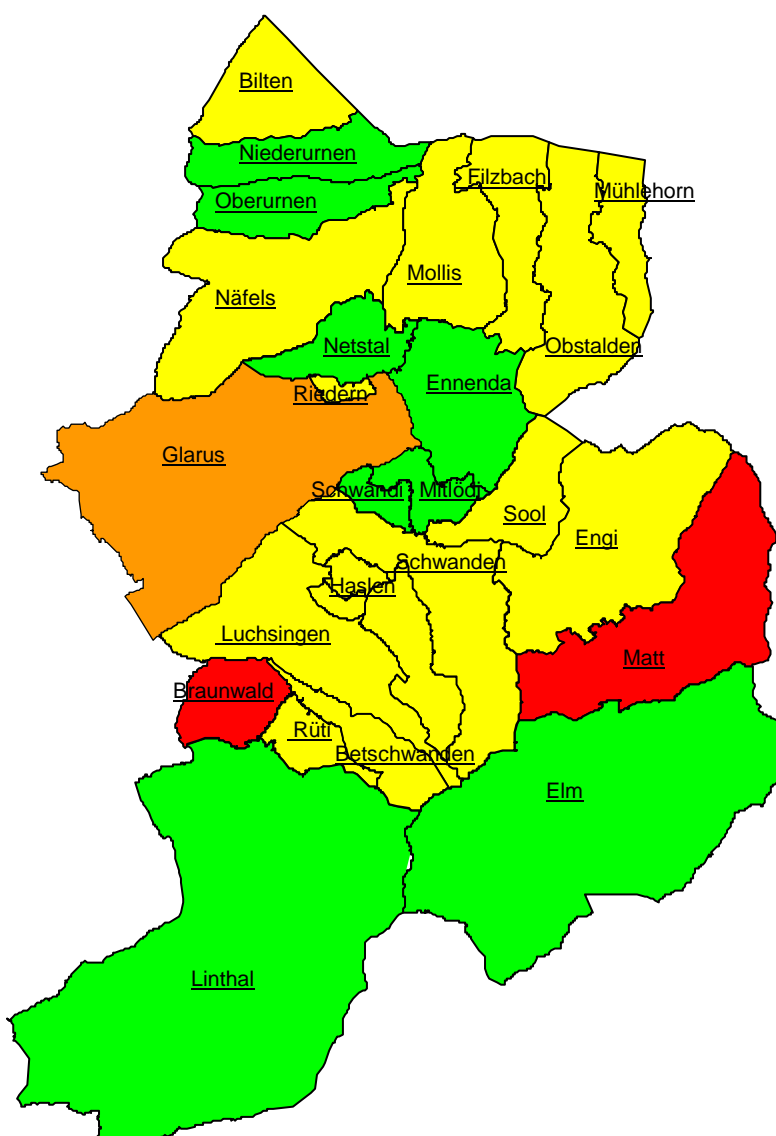 Bilten
Niederurnen
Filzbach
Mühlehorn
Oberurnen
Mollis
Näfels
Netstal
Obstalden
Ennenda
Riedern
Glarus
Schwändi
Mitlödi
Sool
Engi
Schwanden
Haslen
Luchsingen
Matt
Braunwald
Rüti
Betschwanden
Elm
Linthal